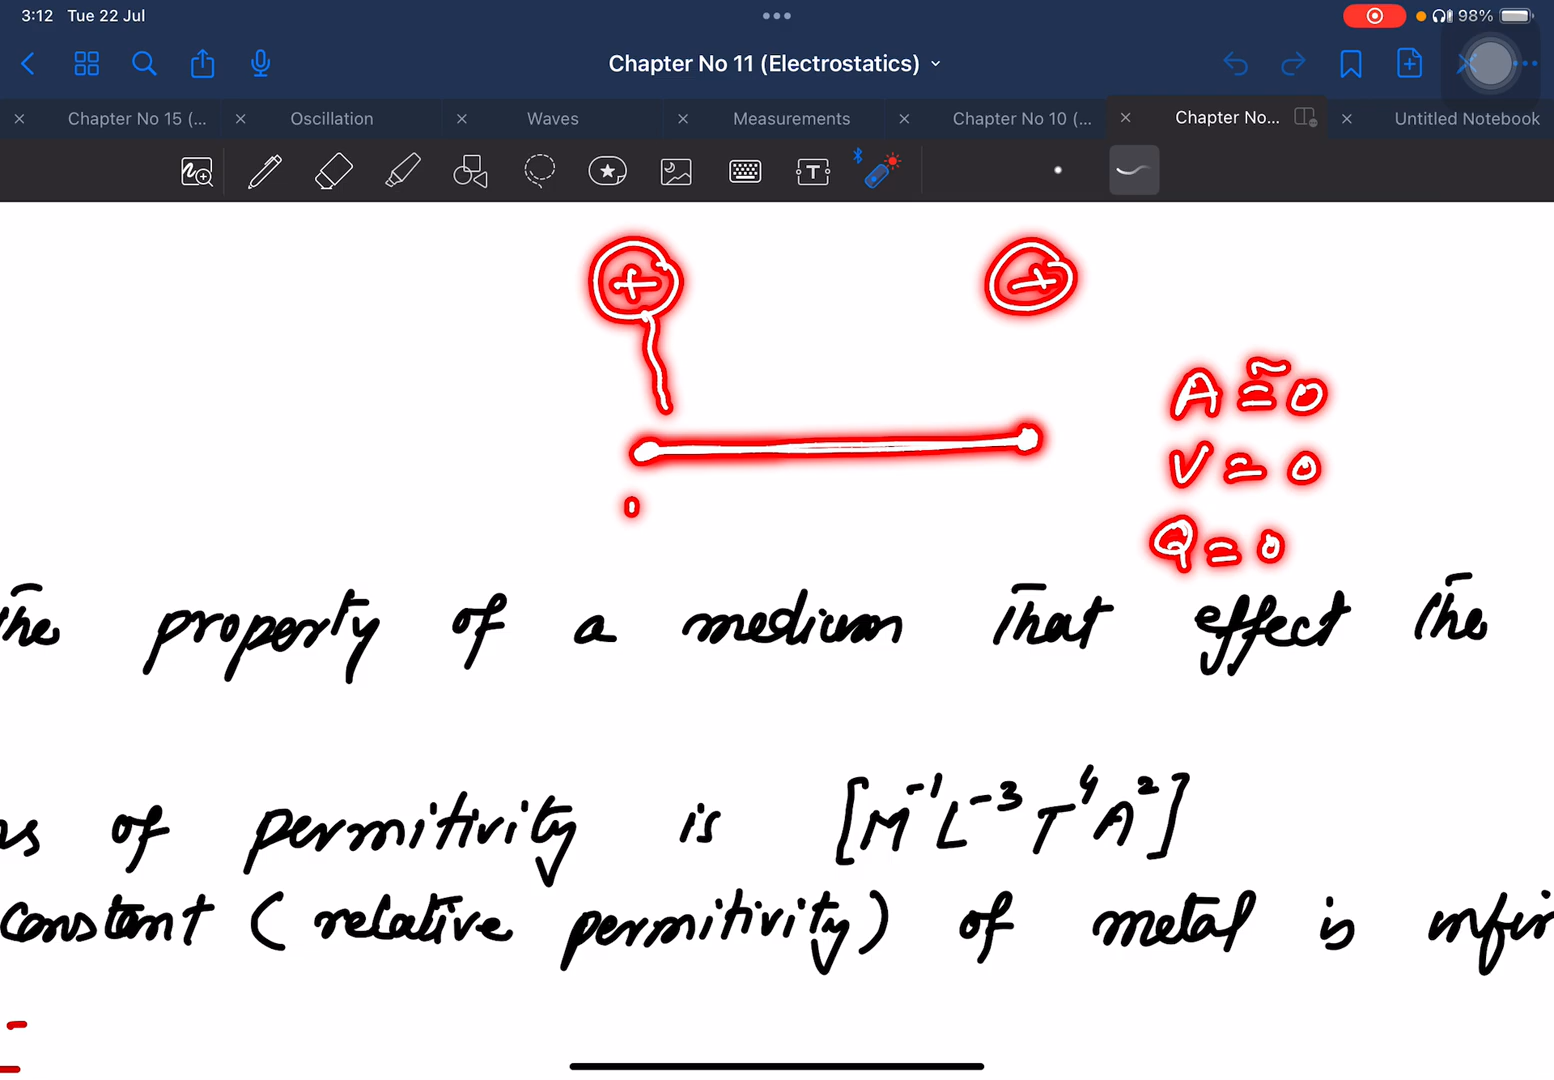 3:12 Tue 22 Jul
98%
Chapter No 11 (Electrostatics)
Chapter No 15 (...
Oscillation
Waves
Measurements
Chapter No 10 (...
Chapter No...
Untitled Notebook
T
+ +
A ≅ 0
V = 0
Q = 0
The property of a medium that effect the
of permitivity is [M⁻¹L⁻³T⁴A²]
constant (relative permitivity) of metal is infin